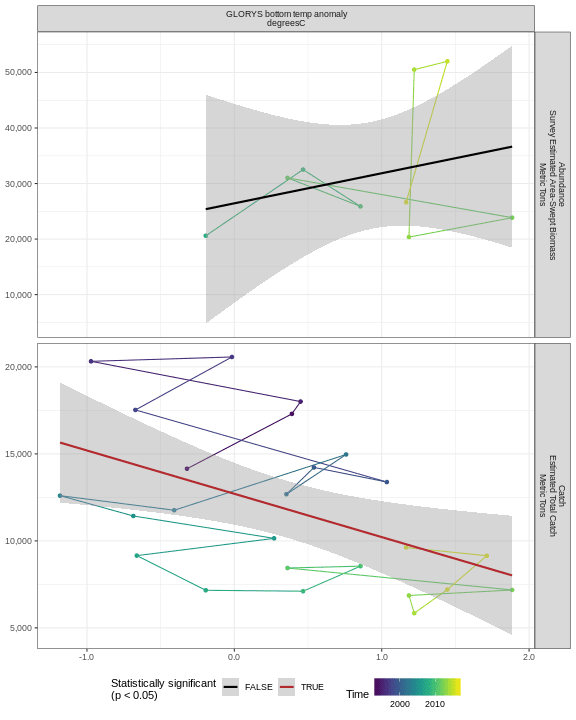 GLORYS bottom temp anomaly
degreesC
50,000
40,000
30,000
20,000
10,000
Abundance
Survey Estimated Area-Swept Biomass
Metric Tons
20,000
15,000
10,000
5,000
Catch
Estimated Total Catch
Metric Tons
-1.0
0.0
1.0
2.0
Statistically significant
(p < 0.05)
FALSE
TRUE
Time
2000
2010